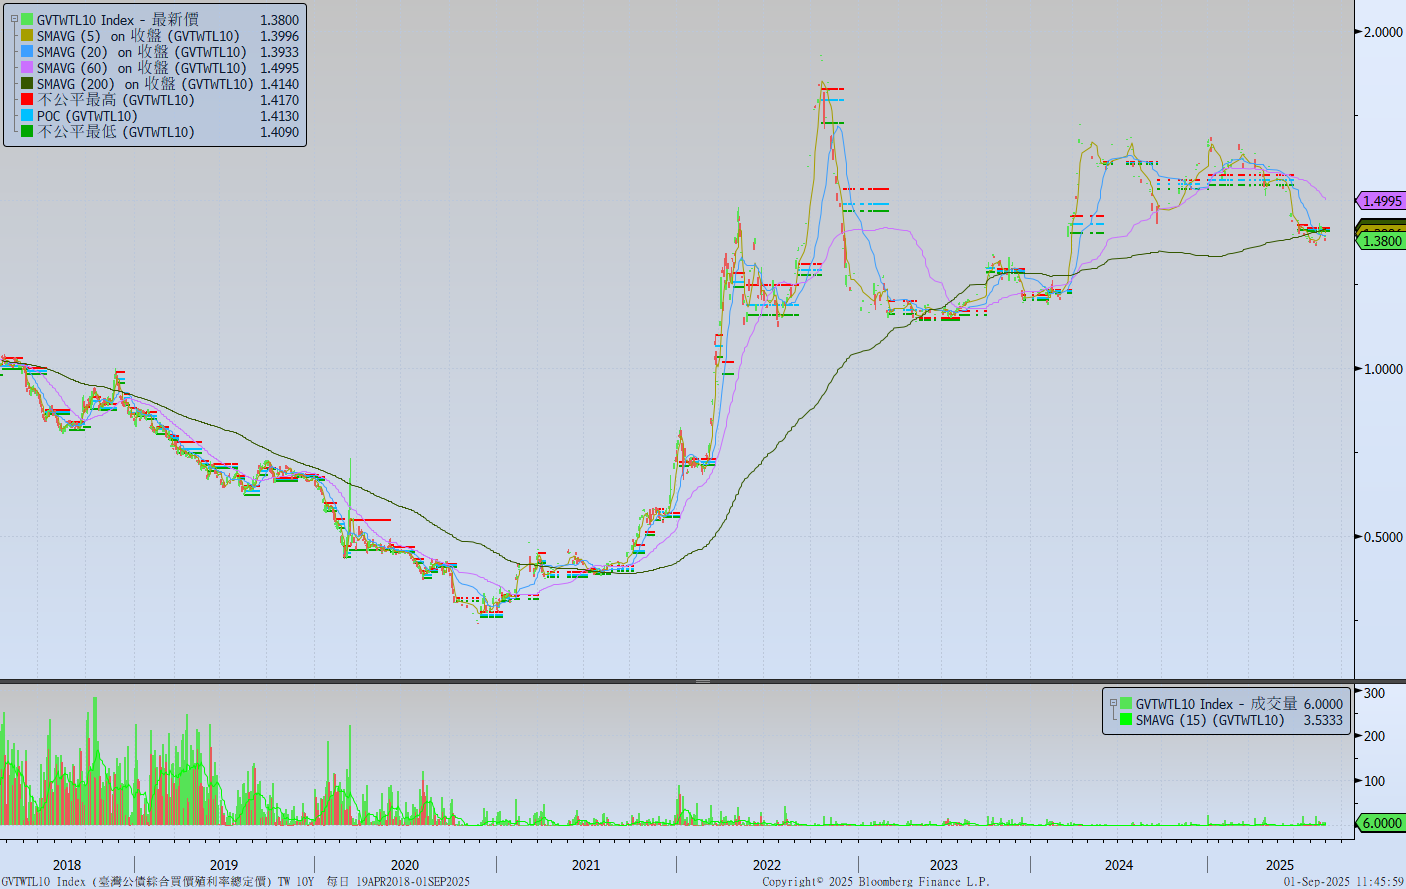 GVTWTL10 Index - 最新價 1.3800
SMAVG (5) on 收盤 (GVTWTL10) 1.3996
SMAVG (20) on 收盤 (GVTWTL10) 1.3933
SMAVG (60) on 收盤 (GVTWTL10) 1.4995
SMAVG (200) on 收盤 (GVTWTL10) 1.4140
不公平最高 (GVTWTL10) 1.4170
POC (GVTWTL10) 1.4130
不公平最低 (GVTWTL10) 1.4090
2.0000
1.4995
1.3800
1.0000
0.5000
GVTWTL10 Index - 成交量 6.0000
SMAVG (15) (GVTWTL10) 3.5333
300
200
100
6.0000
2018 2019 2020 2021 2022 2023 2024 2025
GVTWTL10 Index (臺灣公債綜合買價殖利率總定價) TW 10Y 每日 19APR2018-01SEP2025 Copyright© 2025 Bloomberg Finance L.P. 01-Sep-2025 11:45:59